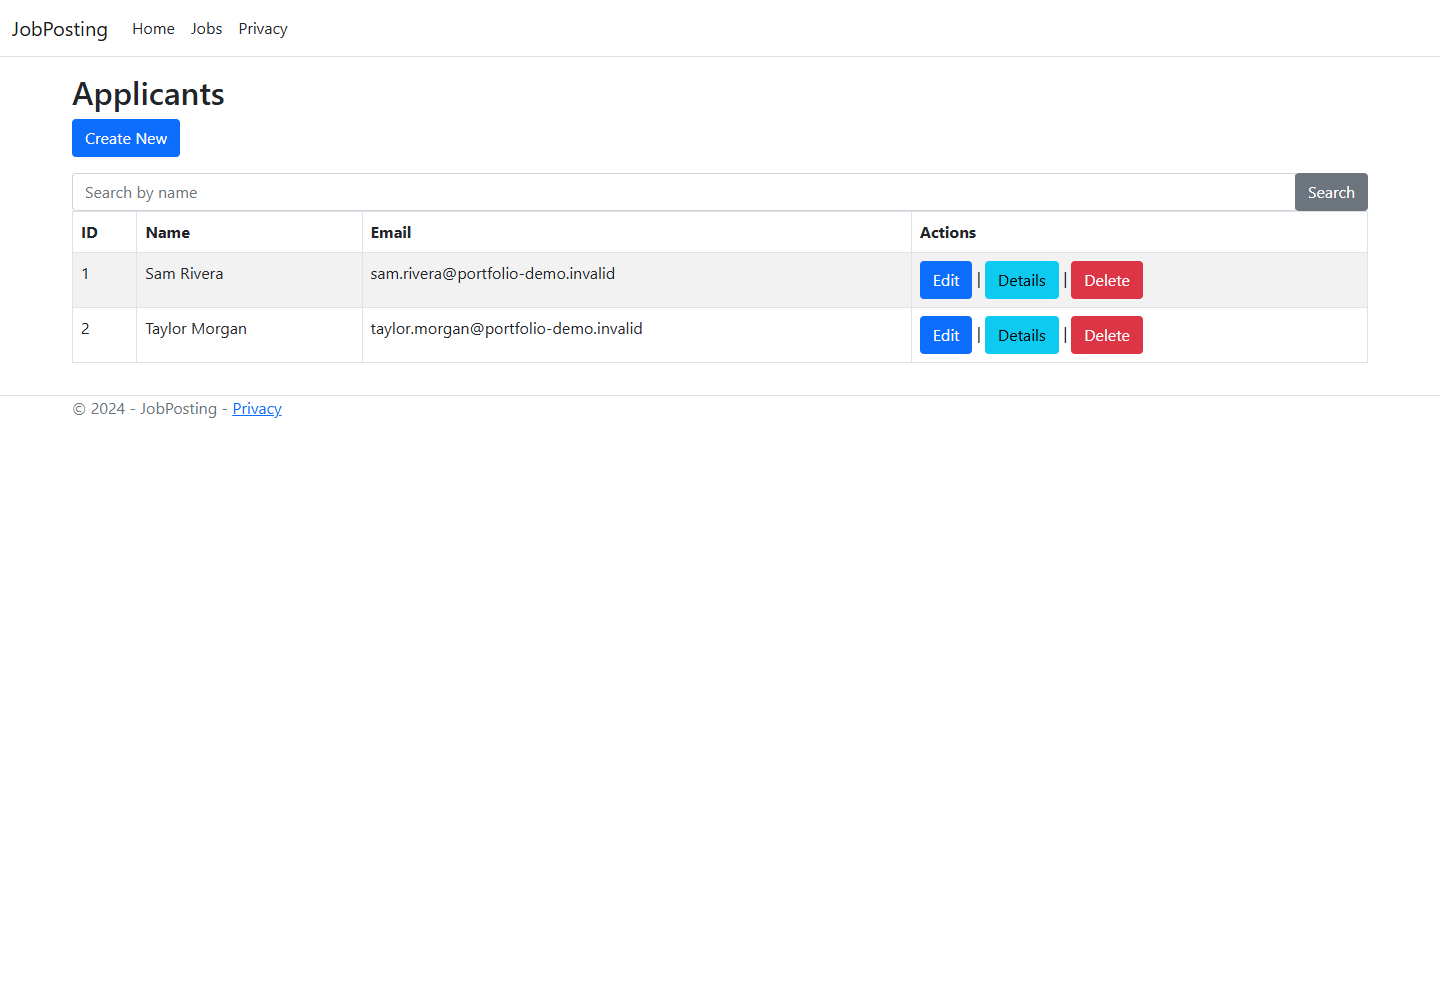 JobPosting Home Jobs Privacy
Applicants
Create New
Search by name Search
ID Name Email Actions
1 Sam Rivera sam.rivera@portfolio-demo.invalid Edit | Details | Delete
2 Taylor Morgan taylor.morgan@portfolio-demo.invalid Edit | Details | Delete
© 2024 - JobPosting - Privacy